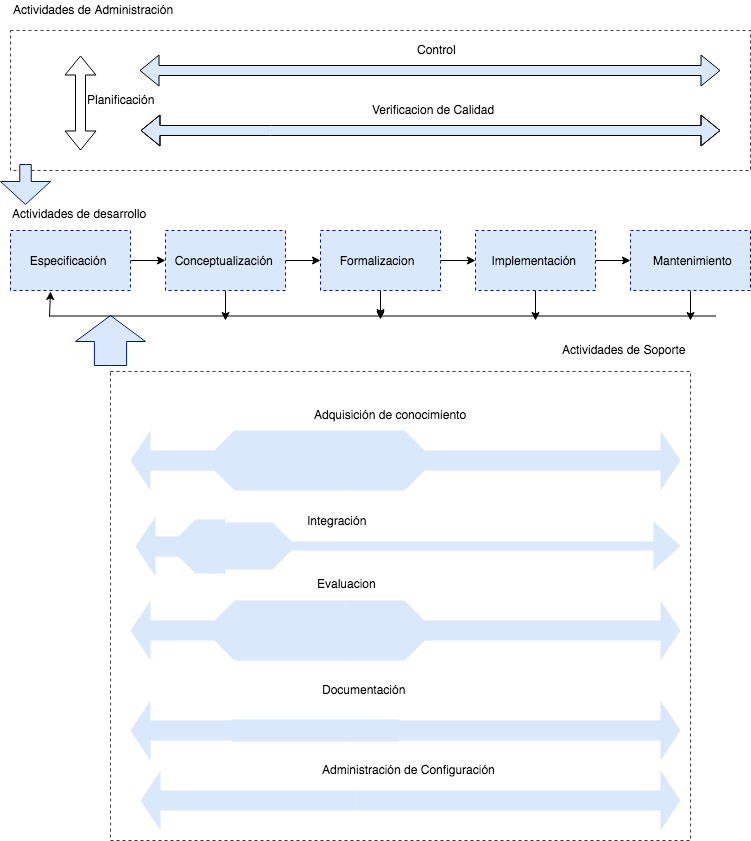 Actividades de Administración
Control
Planificación
Verificacion de Calidad
Actividades de desarrollo
Especificación
Conceptualización
Formalizacion
Implementación
Mantenimiento
Actividades de Soporte
Adquisición de conocimiento
Integración
Evaluacion
Documentación
Administración de Configuración